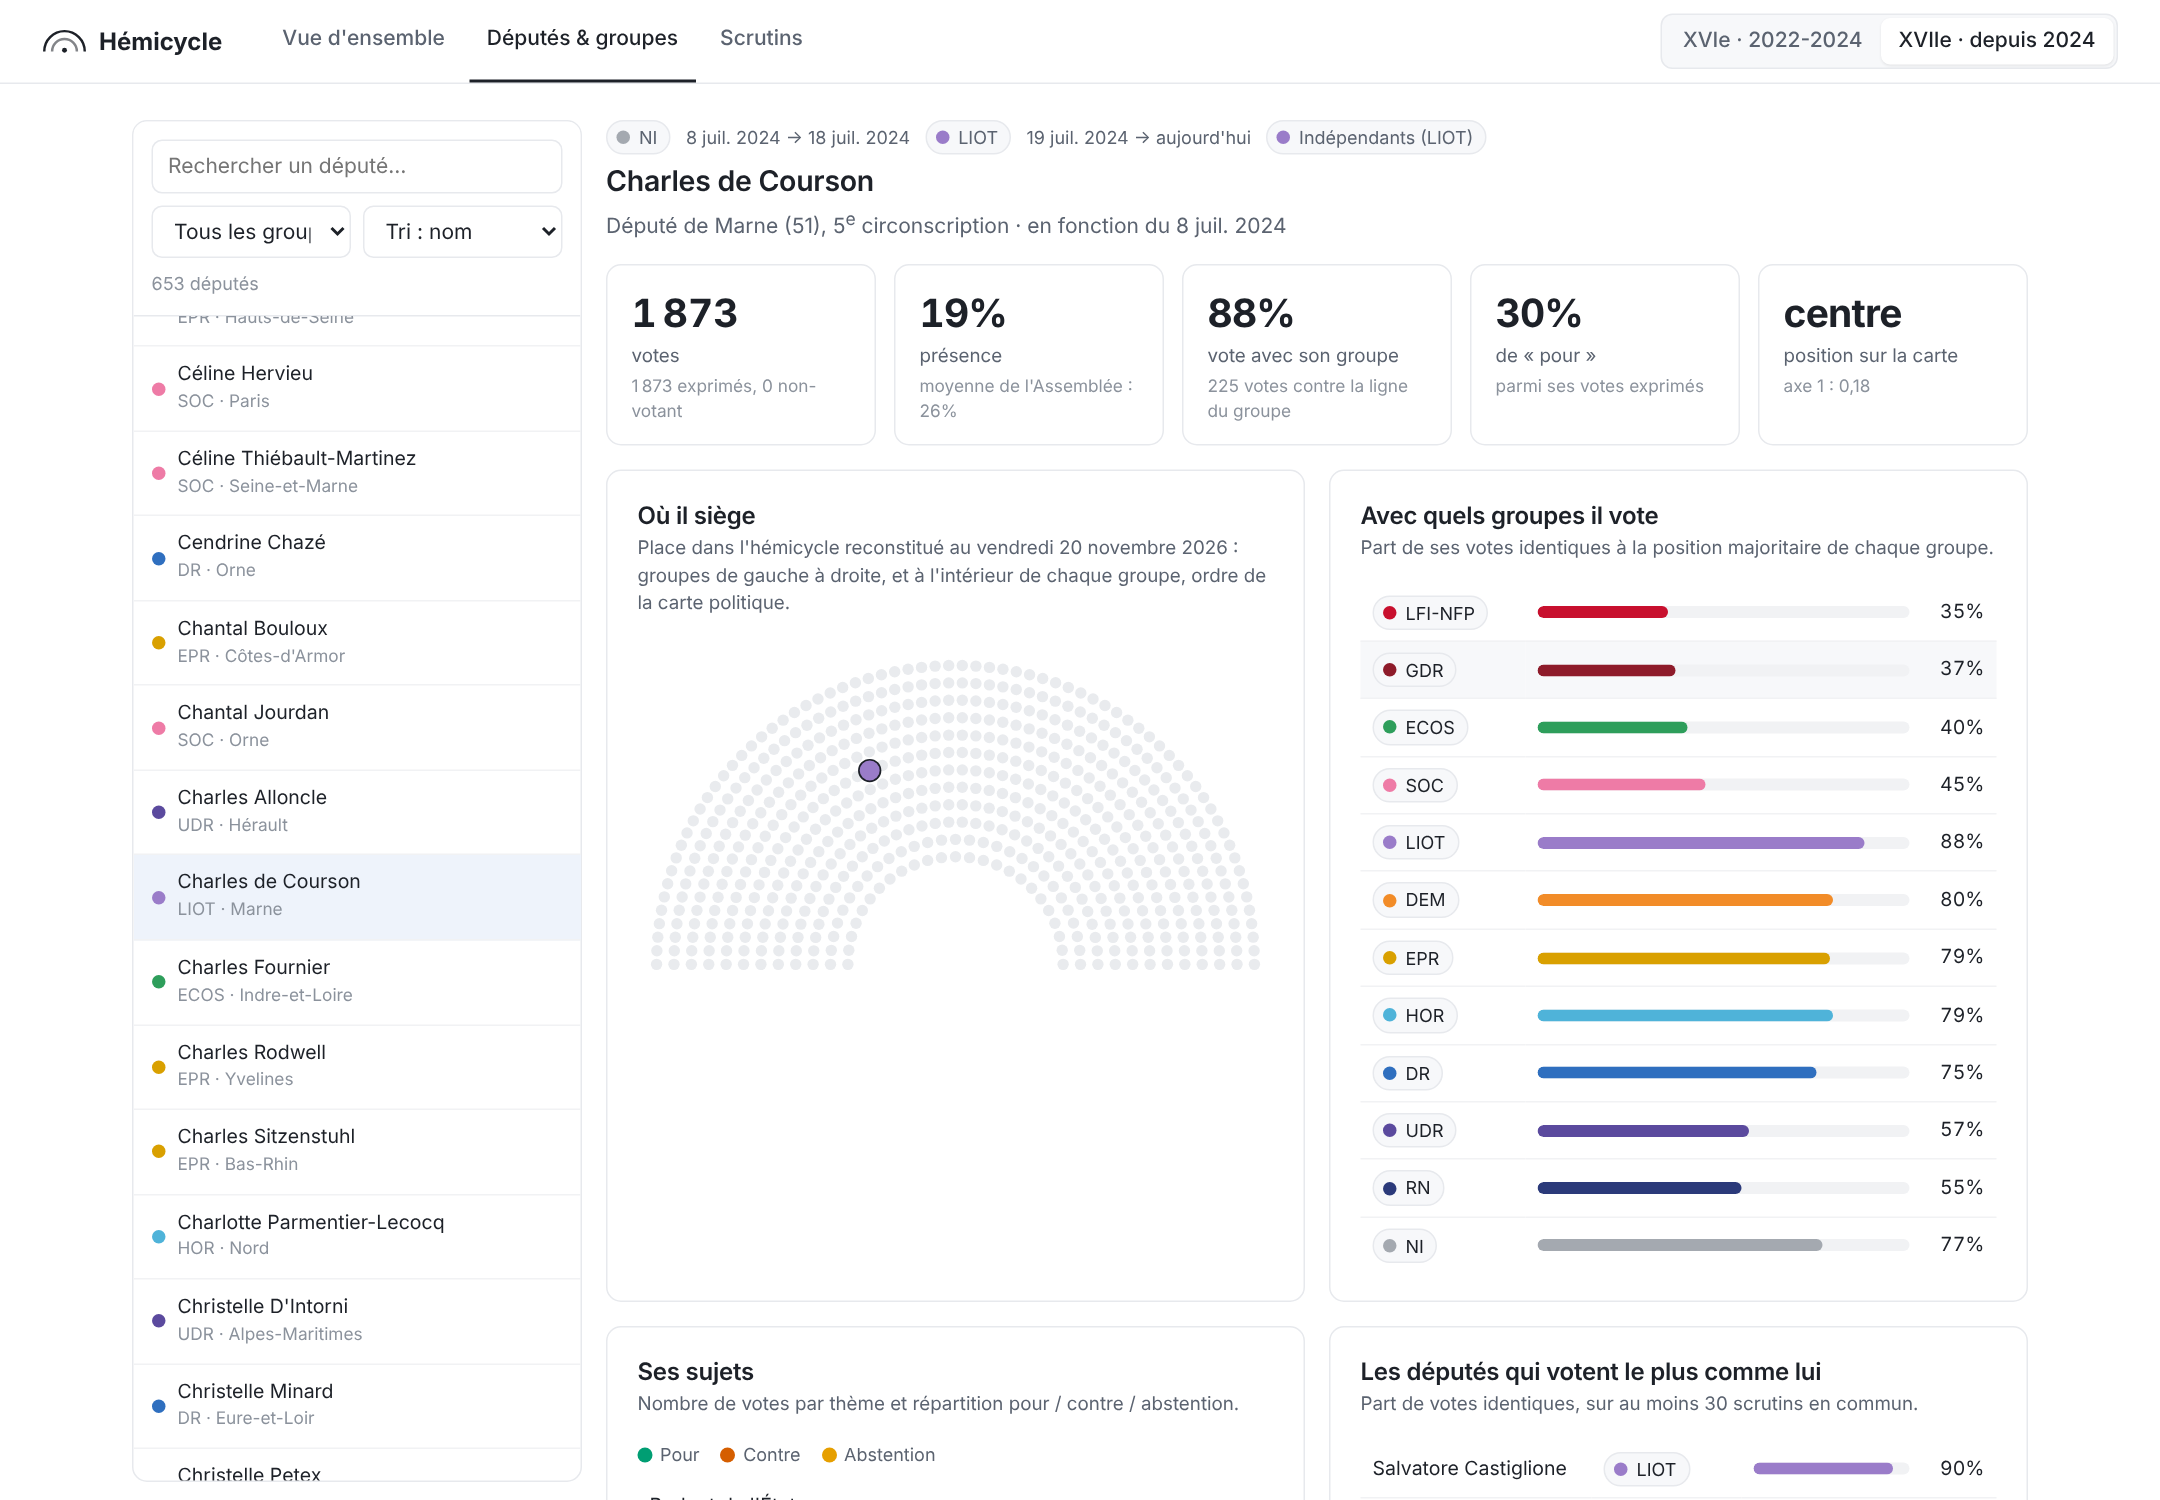 Hémicycle
Vue d'ensemble
Députés & groupes
Scrutins
XVIe · 2022-2024
XVIIe · depuis 2024
Rechercher un député...
Tous les group
Tri : nom
653 députés
EPR · Hauts-de-Seine
Céline Hervieu
SOC · Paris
Céline Thiébault-Martinez
SOC · Seine-et-Marne
Cendrine Chazé
DR · Orne
Chantal Bouloux
EPR · Côtes-d'Armor
Chantal Jourdan
SOC · Orne
Charles Alloncle
UDR · Hérault
Charles de Courson
LIOT · Marne
Charles Fournier
ECOS · Indre-et-Loire
Charles Rodwell
EPR · Yvelines
Charles Sitzenstuhl
EPR · Bas-Rhin
Charlotte Parmentier-Lecocq
HOR · Nord
Christelle D'Intorni
UDR · Alpes-Maritimes
Christelle Minard
DR · Eure-et-Loir
Christelle Petex
NI 8 juil. 2024 → 18 juil. 2024 LIOT 19 juil. 2024 → aujourd'hui Indépendants (LIOT)
Charles de Courson
Député de Marne (51), 5e circonscription · en fonction du 8 juil. 2024
1 873
votes
1 873 exprimés, 0 non-
votant
19%
présence
moyenne de l'Assemblée :
26%
88%
vote avec son groupe
225 votes contre la ligne
du groupe
30%
de « pour »
parmi ses votes exprimés
centre
position sur la carte
axe 1 : 0,18
Où il siège
Place dans l'hémicycle reconstitué au vendredi 20 novembre 2026 :
groupes de gauche à droite, et à l'intérieur de chaque groupe, ordre de
la carte politique.
Avec quels groupes il vote
Part de ses votes identiques à la position majoritaire de chaque groupe.
LFI-NFP 35%
GDR 37%
ECOS 40%
SOC 45%
LIOT 88%
DEM 80%
EPR 79%
HOR 79%
DR 75%
UDR 57%
RN 55%
NI 77%
Ses sujets
Nombre de votes par thème et répartition pour / contre / abstention.
Pour Contre Abstention
Les députés qui votent le plus comme lui
Part de votes identiques, sur au moins 30 scrutins en commun.
Salvatore Castiglione LIOT 90%